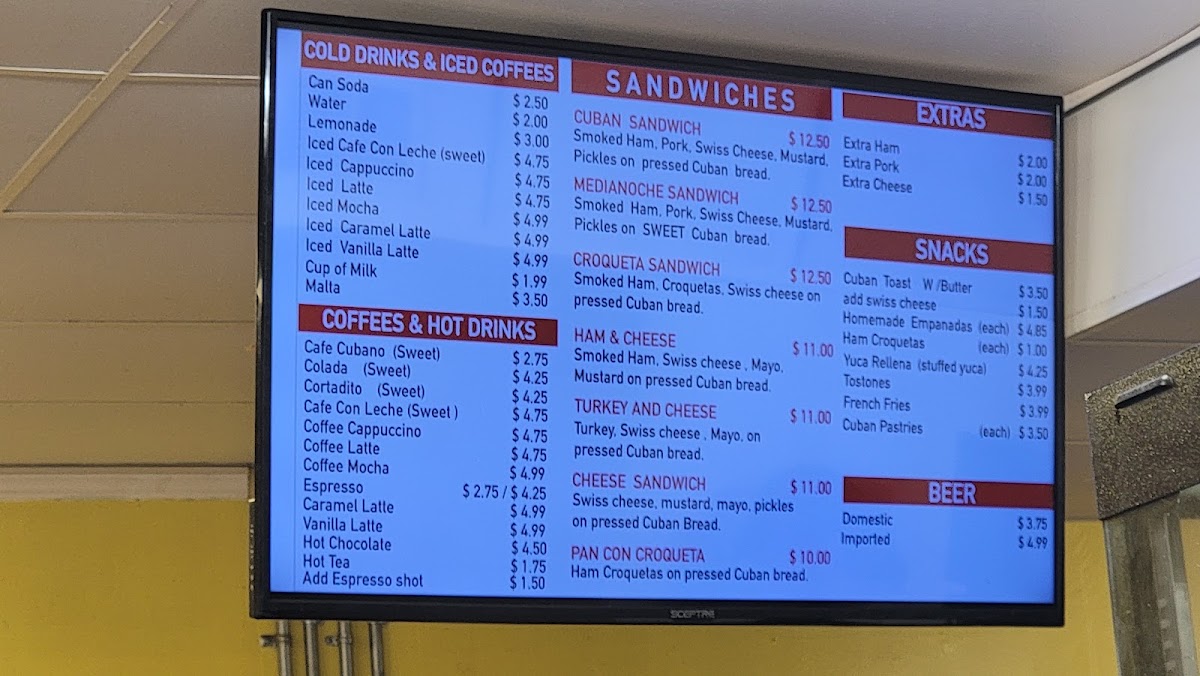 COLD DRINKS & ICED COFFEES
Can Soda $ 2.50
Water $ 2.00
Lemonade $ 3.00
Iced Cafe Con Leche (sweet) $ 4.75
Iced Cappuccino $ 4.75
Iced Latte $ 4.75
Iced Mocha $ 4.99
Iced Caramel Latte $ 4.99
Iced Vanilla Latte $ 4.99
Cup of Milk $ 1.99
Malta $ 3.50
COFFEES & HOT DRINKS
Cafe Cubano (Sweet) $ 2.75
Colada (Sweet) $ 4.25
Cortadito (Sweet) $ 4.25
Cafe Con Leche (Sweet ) $ 4.75
Coffee Cappuccino $ 4.75
Coffee Latte $ 4.75
Coffee Mocha $ 4.99
Espresso $ 2.75 / $ 4.25
Caramel Latte $ 4.99
Vanilla Latte $ 4.99
Hot Chocolate $ 4.50
Hot Tea $ 1.75
Add Espresso shot $ 1.50
SANDWICHES
CUBAN SANDWICH $ 12.50
Smoked Ham, Pork, Swiss Cheese, Mustard,
Pickles on pressed Cuban bread.
MEDIANOCHE SANDWICH $ 12.50
Smoked Ham, Pork, Swiss Cheese, Mustard,
Pickles on SWEET Cuban bread.
CROQUETA SANDWICH $ 12.50
Smoked Ham, Croquetas, Swiss cheese on
pressed Cuban bread.
HAM & CHEESE $ 11.00
Smoked Ham, Swiss cheese , Mayo,
Mustard on pressed Cuban bread.
TURKEY AND CHEESE $ 11.00
Turkey, Swiss cheese , Mayo, on
pressed Cuban bread.
CHEESE SANDWICH $ 11.00
Swiss cheese, mustard, mayo, pickles
on pressed Cuban Bread.
PAN CON CROQUETA $ 10.00
Ham Croquetas on pressed Cuban bread.
EXTRAS
Extra Ham $ 2.00
Extra Pork $ 2.00
Extra Cheese $ 1.50
SNACKS
Cuban Toast W /Butter $ 3.50
add swiss cheese $ 1.50
Homemade Empanadas (each) $ 4.85
Ham Croquetas (each) $ 1.00
Yuca Rellena (stuffed yuca) $ 4.25
Tostones $ 3.99
French Fries $ 3.99
Cuban Pastries (each) $ 3.50
BEER
Domestic $ 3.75
Imported $ 4.99
SCEPTRE